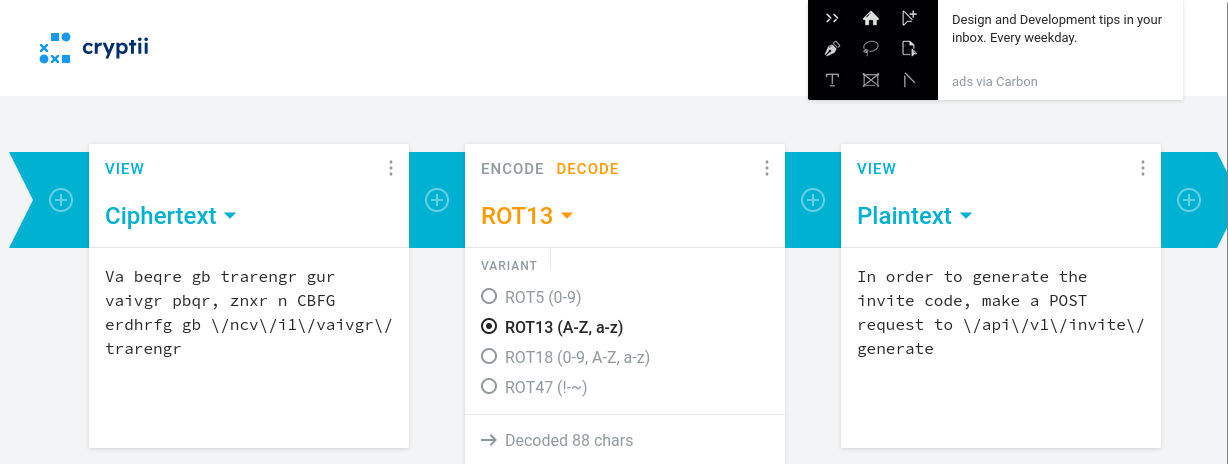 cryptii
Design and Development tips in your
inbox. Every weekday.
ads via Carbon
VIEW
Ciphertext
Va beqre gb trarengr gur
vaivgr pbqr, znxr n CBFG
erdhrfg gb \/ncv\/i1\/vaivgr\/
trarengr
ENCODE DECODE
ROT13
VARIANT
ROT5 (0-9)
ROT13 (A-Z, a-z)
ROT18 (0-9, A-Z, a-z)
ROT47 (!-~)
Decoded 88 chars
VIEW
Plaintext
In order to generate the
invite code, make a POST
request to \/api\/v1\/invite\/
generate